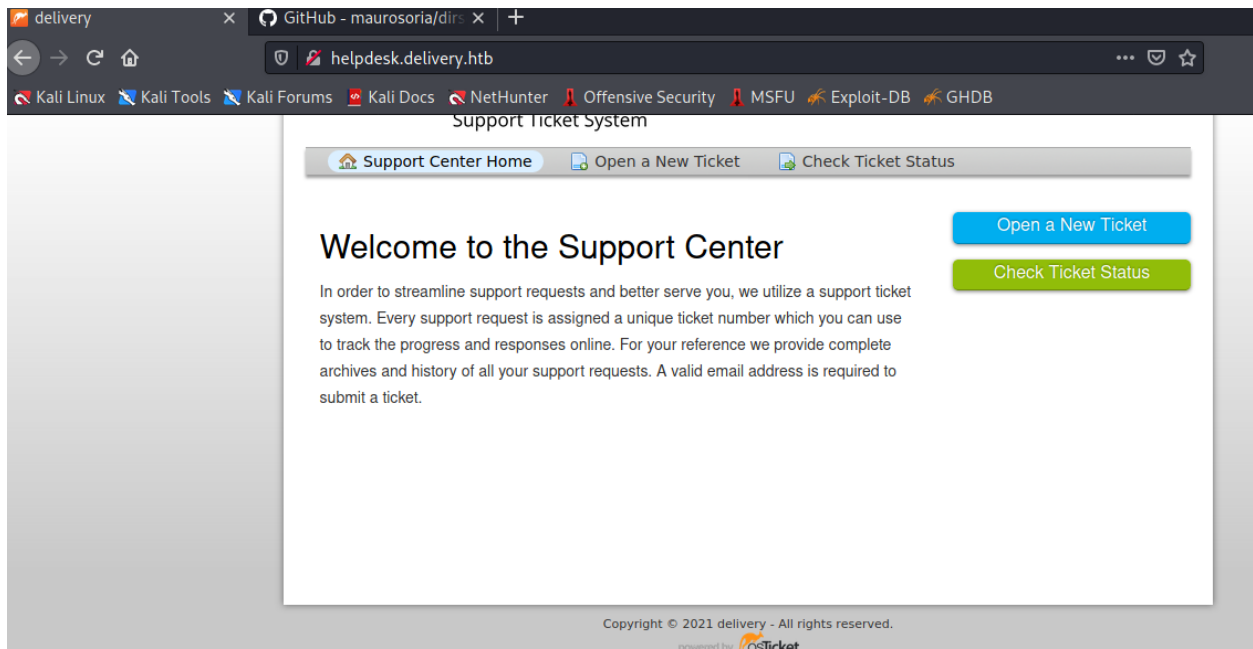 delivery
GitHub - maurosoria/dirs
helpdesk.delivery.htb
Kali Linux Kali Tools Kali Forums Kali Docs NetHunter Offensive Security MSFU Exploit-DB GHDB
Support Ticket System
Support Center Home Open a New Ticket Check Ticket Status
Open a New Ticket
Check Ticket Status
Welcome to the Support Center
In order to streamline support requests and better serve you, we utilize a support ticket
system. Every support request is assigned a unique ticket number which you can use
to track the progress and responses online. For your reference we provide complete
archives and history of all your support requests. A valid email address is required to
submit a ticket.
Copyright © 2021 delivery - All rights reserved.
powered by osTicket